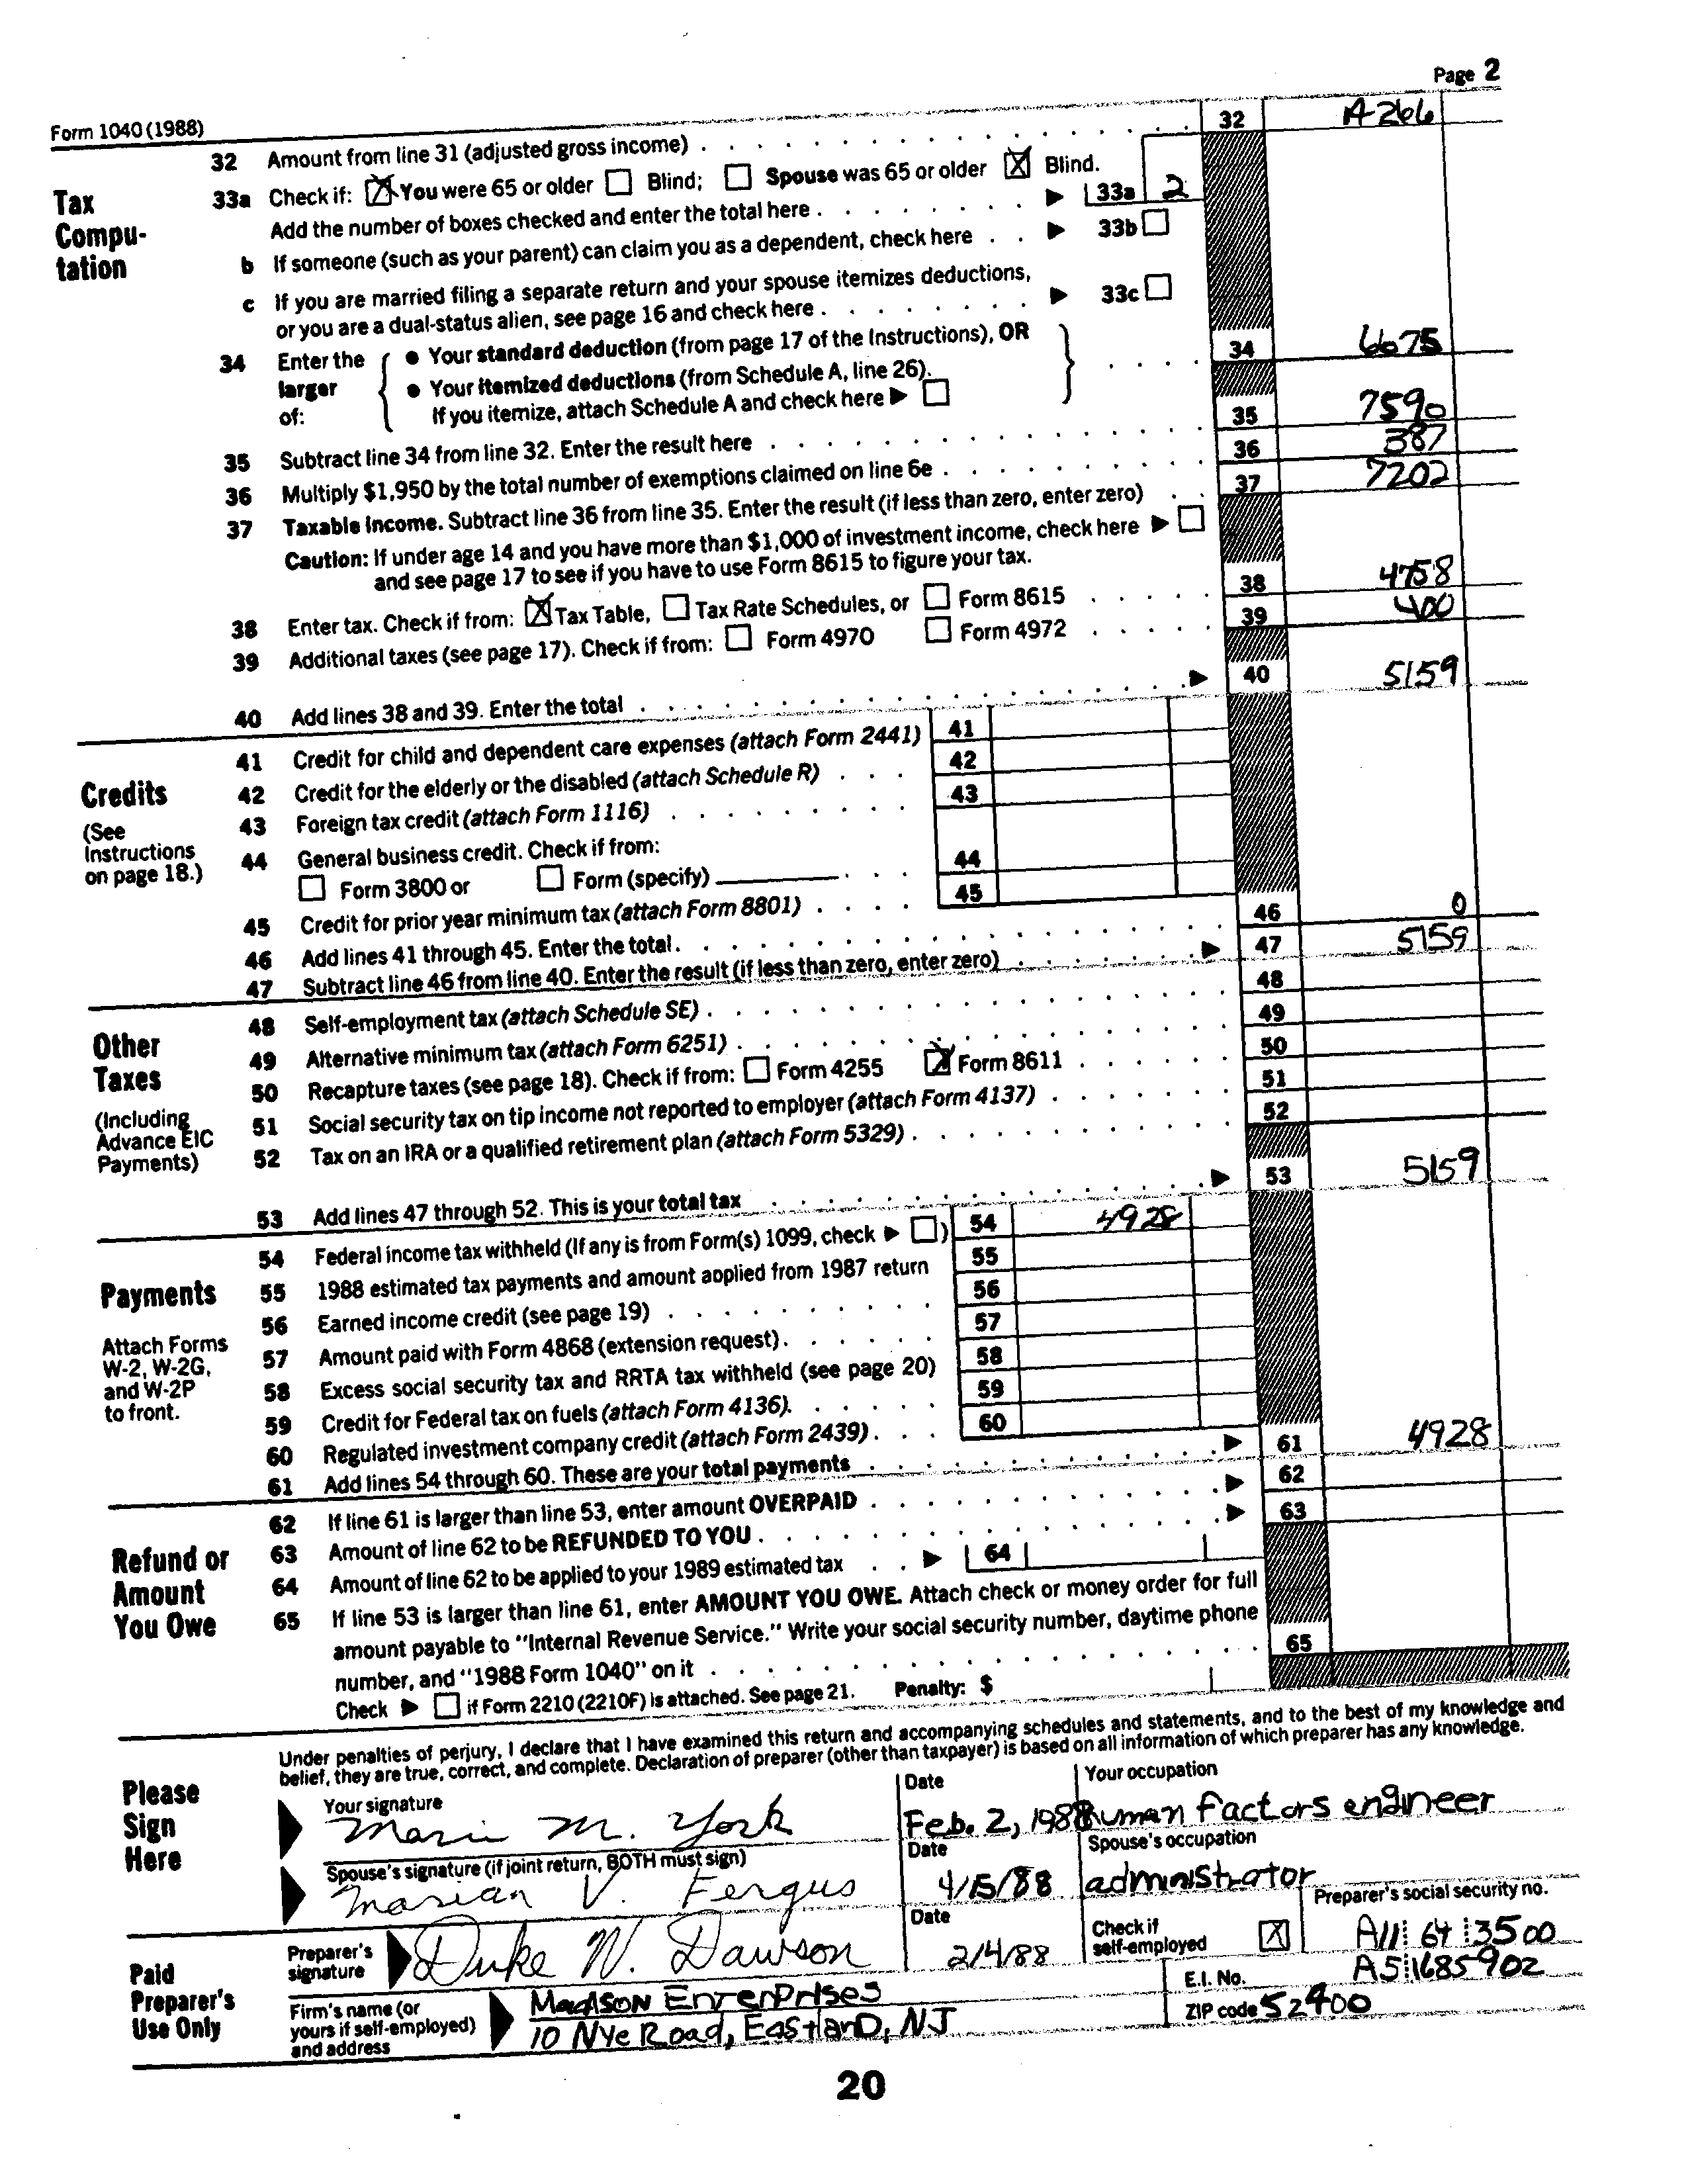 Page 2
Form 1040 (1988)
32 Amount from line 31 (adjusted gross income) 32 A266
Tax Compu-tation
33a Check if: ☒ You were 65 or older ☐ Blind; ☐ Spouse was 65 or older ☒ Blind.
Add the number of boxes checked and enter the total here 33a 2
b If someone (such as your parent) can claim you as a dependent, check here 33b ☐
c If you are married filing a separate return and your spouse itemizes deductions,
or you are a dual-status alien, see page 16 and check here 33c ☐
34 Enter the larger of: { ● Your standard deduction (from page 17 of the Instructions), OR
● Your itemized deductions (from Schedule A, line 26).
If you itemize, attach Schedule A and check here ▶ ☐ } 34 6675
35 Subtract line 34 from line 32. Enter the result here 35 7590
36 Multiply $1,950 by the total number of exemptions claimed on line 6e 36 387
37 Taxable income. Subtract line 36 from line 35. Enter the result (if less than zero, enter zero) 37 7202
Caution: If under age 14 and you have more than $1,000 of investment income, check here ▶ ☐
and see page 17 to see if you have to use Form 8615 to figure your tax.
38 Enter tax. Check if from: ☒ Tax Table, ☐ Tax Rate Schedules, or ☐ Form 8615 38 4758
39 Additional taxes (see page 17). Check if from: ☐ Form 4970 ☐ Form 4972 39 400
40 Add lines 38 and 39. Enter the total ▶ 40 5159
Credits
(See Instructions on page 18.)
41 Credit for child and dependent care expenses (attach Form 2441) 41
42 Credit for the elderly or the disabled (attach Schedule R) 42
43 Foreign tax credit (attach Form 1116) 43
44 General business credit. Check if from:
☐ Form 3800 or ☐ Form (specify) 44
45 Credit for prior year minimum tax (attach Form 8801) 45
46 Add lines 41 through 45. Enter the total 46 0
47 Subtract line 46 from line 40. Enter the result (if less than zero, enter zero) ▶ 47 5159
Other Taxes
(Including Advance EIC Payments)
48 Self-employment tax (attach Schedule SE) 48
49 Alternative minimum tax (attach Form 6251) 49
50 Recapture taxes (see page 18). Check if from: ☐ Form 4255 ☒ Form 8611 50
51 Social security tax on tip income not reported to employer (attach Form 4137) 51
52 Tax on an IRA or a qualified retirement plan (attach Form 5329) 52
53 Add lines 47 through 52. This is your total tax ▶ 53 5159
Payments
Attach Forms W-2, W-2G, and W-2P to front.
54 Federal income tax withheld (If any is from Form(s) 1099, check ▶ ☐) 54 4928
55 1988 estimated tax payments and amount applied from 1987 return 55
56 Earned income credit (see page 19) 56
57 Amount paid with Form 4868 (extension request) 57
58 Excess social security tax and RRTA tax withheld (see page 20) 58
59 Credit for Federal tax on fuels (attach Form 4136) 59
60 Regulated investment company credit (attach Form 2439) 60
61 Add lines 54 through 60. These are your total payments ▶ 61 4928
Refund or Amount You Owe
62 If line 61 is larger than line 53, enter amount OVERPAID ▶ 62
63 Amount of line 62 to be REFUNDED TO YOU ▶ 63
64 Amount of line 62 to be applied to your 1989 estimated tax ▶ 64
65 If line 53 is larger than line 61, enter AMOUNT YOU OWE. Attach check or money order for full
amount payable to "Internal Revenue Service." Write your social security number, daytime phone
number, and "1988 Form 1040" on it 65
Check ▶ ☐ if Form 2210 (2210F) is attached. See page 21. Penalty: $
Please Sign Here
Under penalties of perjury, I declare that I have examined this return and accompanying schedules and statements, and to the best of my knowledge and
belief, they are true, correct, and complete. Declaration of preparer (other than taxpayer) is based on all information of which preparer has any knowledge.
Your signature Date Your occupation
Marie M. York Feb. 2, 1988 Human factors engineer
Spouse's signature (if joint return, BOTH must sign) Date Spouse's occupation
Marian V. Fergus 4/15/88 administrator
Paid Preparer's Use Only
Preparer's signature Date Check if self-employed ☒ Preparer's social security no.
Duke W. Dawson 2/4/88 A11 64 3500
Firm's name (or yours if self-employed) and address
Madison Enterprises E.I. No. A5 1685902
10 Nye Road, Eastland, NJ ZIP code 52400
20